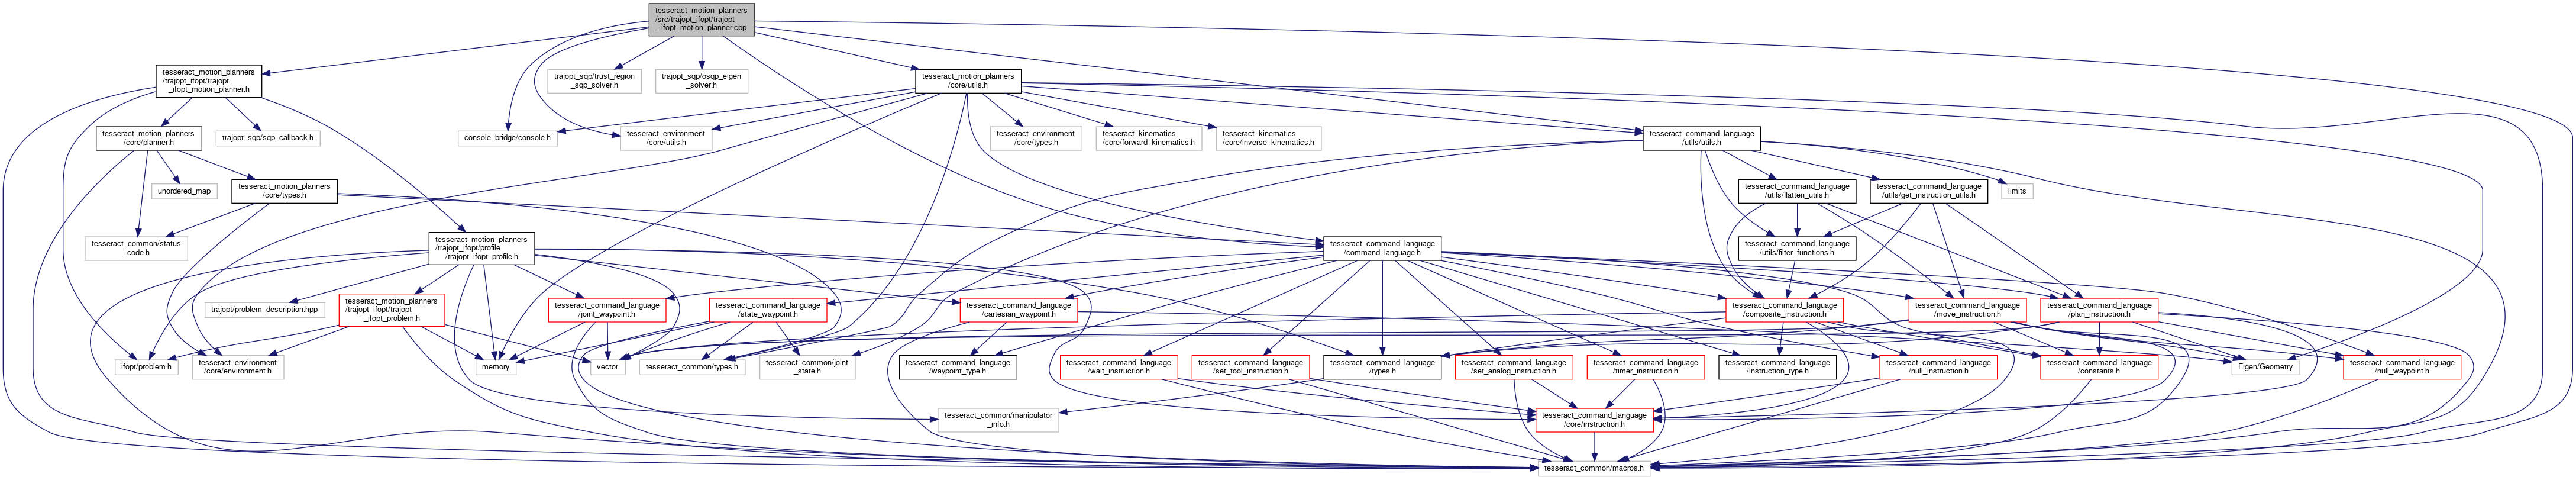 tesseract_motion_planners
/src/trajopt_ifopt/trajopt
_ifopt_motion_planner.cpp
tesseract_motion_planners
/trajopt_ifopt/trajopt
_ifopt_motion_planner.h
trajopt_sqp/trust_region
_sqp_solver.h
trajopt_sqp/osqp_eigen
_solver.h
tesseract_motion_planners
/core/utils.h
tesseract_motion_planners
/core/planner.h
trajopt_sqp/sqp_callback.h
console_bridge/console.h
tesseract_environment
/core/utils.h
tesseract_environment
/core/types.h
tesseract_kinematics
/core/forward_kinematics.h
tesseract_kinematics
/core/inverse_kinematics.h
tesseract_command_language
/utils/utils.h
unordered_map
tesseract_motion_planners
/core/types.h
tesseract_command_language
/utils/flatten_utils.h
tesseract_command_language
/utils/get_instruction_utils.h
limits
tesseract_common/status
_code.h
tesseract_motion_planners
/trajopt_ifopt/profile
/trajopt_ifopt_profile.h
tesseract_command_language
/command_language.h
tesseract_command_language
/utils/filter_functions.h
trajopt/problem_description.hpp
tesseract_motion_planners
/trajopt_ifopt/trajopt
_ifopt_problem.h
tesseract_command_language
/joint_waypoint.h
tesseract_command_language
/state_waypoint.h
tesseract_command_language
/cartesian_waypoint.h
tesseract_command_language
/composite_instruction.h
tesseract_command_language
/move_instruction.h
tesseract_command_language
/plan_instruction.h
ifopt/problem.h
tesseract_environment
/core/environment.h
memory
vector
tesseract_common/types.h
tesseract_common/joint
_state.h
tesseract_command_language
/waypoint_type.h
tesseract_command_language
/wait_instruction.h
tesseract_command_language
/set_tool_instruction.h
tesseract_command_language
/types.h
tesseract_command_language
/set_analog_instruction.h
tesseract_command_language
/timer_instruction.h
tesseract_command_language
/instruction_type.h
tesseract_command_language
/null_instruction.h
tesseract_command_language
/constants.h
Eigen/Geometry
tesseract_command_language
/null_waypoint.h
tesseract_common/manipulator
_info.h
tesseract_command_language
/core/instruction.h
tesseract_common/macros.h